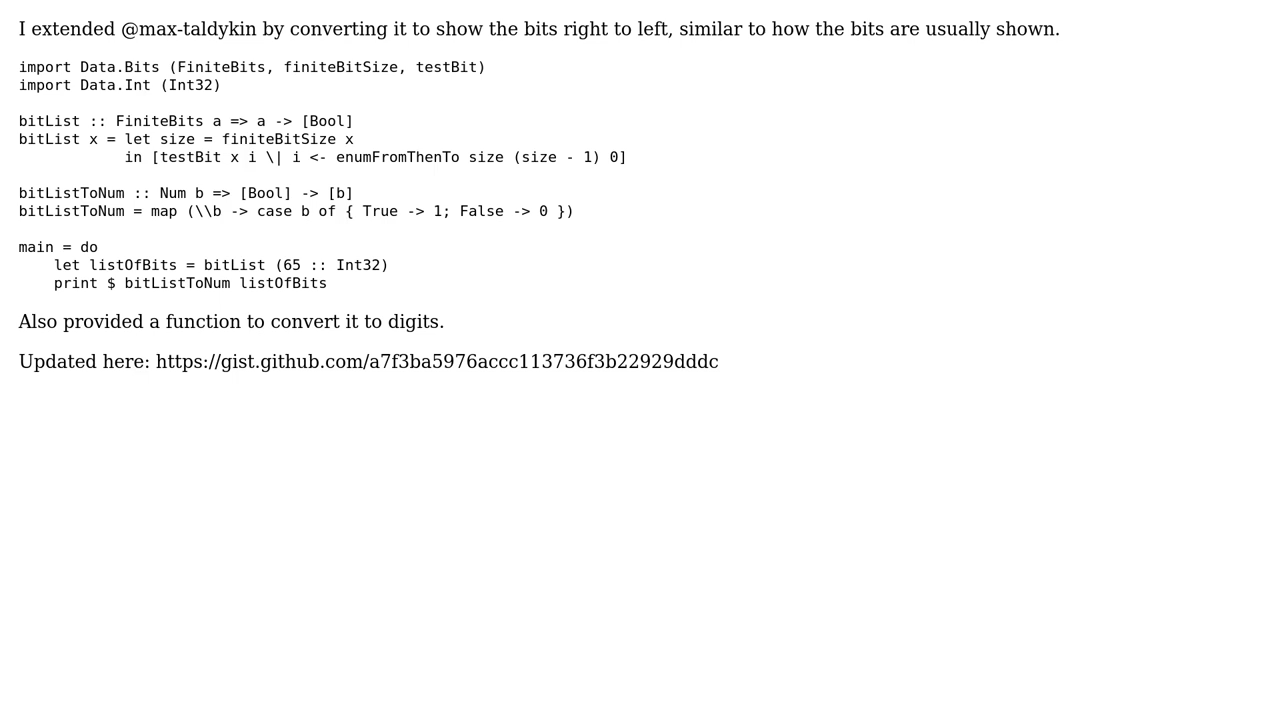 I extended @max-taldykin by converting it to show the bits right to left, similar to how the bits are usually shown.
import Data.Bits (FiniteBits, finiteBitSize, testBit)
import Data.Int (Int32)
bitList :: FiniteBits a => a -> [Bool]
bitList x = let size = finiteBitSize x
            in [testBit x i \| i <- enumFromThenTo size (size - 1) 0]
bitListToNum :: Num b => [Bool] -> [b]
bitListToNum = map (\\b -> case b of { True -> 1; False -> 0 })
main = do
    let listOfBits = bitList (65 :: Int32)
    print $ bitListToNum listOfBits
Also provided a function to convert it to digits.
Updated here: https://gist.github.com/a7f3ba5976accc113736f3b22929dddc